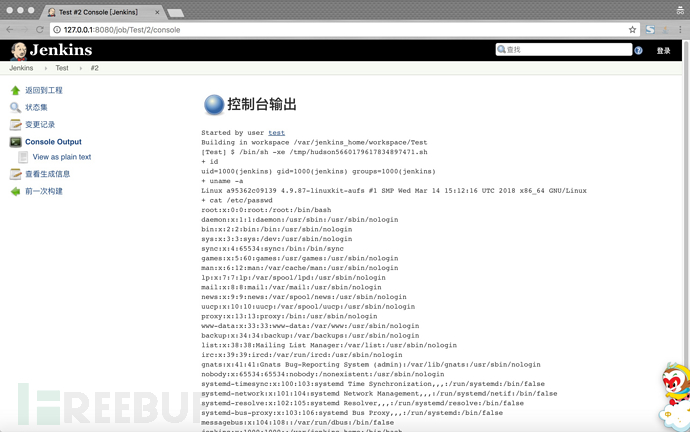 Test #2 Console [Jenkins]
127.0.0.1:8080/job/Test/2/console
Jenkins
查找
登录
Jenkins › Test › #2
返回到工程
状态集
变更记录
Console Output
View as plain text
查看生成信息
前一次构建
控制台输出
Started by user test
Building in workspace /var/jenkins_home/workspace/Test
[Test] $ /bin/sh -xe /tmp/hudson5660179617834897471.sh
+ id
uid=1000(jenkins) gid=1000(jenkins) groups=1000(jenkins)
+ uname -a
Linux a95362c09139 4.9.87-linuxkit-aufs #1 SMP Wed Mar 14 15:12:16 UTC 2018 x86_64 GNU/Linux
+ cat /etc/passwd
root:x:0:0:root:/root:/bin/bash
daemon:x:1:1:daemon:/usr/sbin:/usr/sbin/nologin
bin:x:2:2:bin:/bin:/usr/sbin/nologin
sys:x:3:3:sys:/dev:/usr/sbin/nologin
sync:x:4:65534:sync:/bin:/bin/sync
games:x:5:60:games:/usr/games:/usr/sbin/nologin
man:x:6:12:man:/var/cache/man:/usr/sbin/nologin
lp:x:7:7:lp:/var/spool/lpd:/usr/sbin/nologin
mail:x:8:8:mail:/var/mail:/usr/sbin/nologin
news:x:9:9:news:/var/spool/news:/usr/sbin/nologin
uucp:x:10:10:uucp:/var/spool/uucp:/usr/sbin/nologin
proxy:x:13:13:proxy:/bin:/usr/sbin/nologin
www-data:x:33:33:www-data:/var/www:/usr/sbin/nologin
backup:x:34:34:backup:/var/backups:/usr/sbin/nologin
list:x:38:38:Mailing List Manager:/var/list:/usr/sbin/nologin
irc:x:39:39:ircd:/var/run/ircd:/usr/sbin/nologin
gnats:x:41:41:Gnats Bug-Reporting System (admin):/var/lib/gnats:/usr/sbin/nologin
nobody:x:65534:65534:nobody:/nonexistent:/usr/sbin/nologin
systemd-timesync:x:100:103:systemd Time Synchronization,,,:/run/systemd:/bin/false
systemd-network:x:101:104:systemd Network Management,,,:/run/systemd/netif:/bin/false
systemd-resolve:x:102:105:systemd Resolver,,,:/run/systemd/resolve:/bin/false
systemd-bus-proxy:x:103:106:systemd Bus Proxy,,,:/run/systemd:/bin/false
messagebus:x:104:108::/var/run/dbus:/bin/false